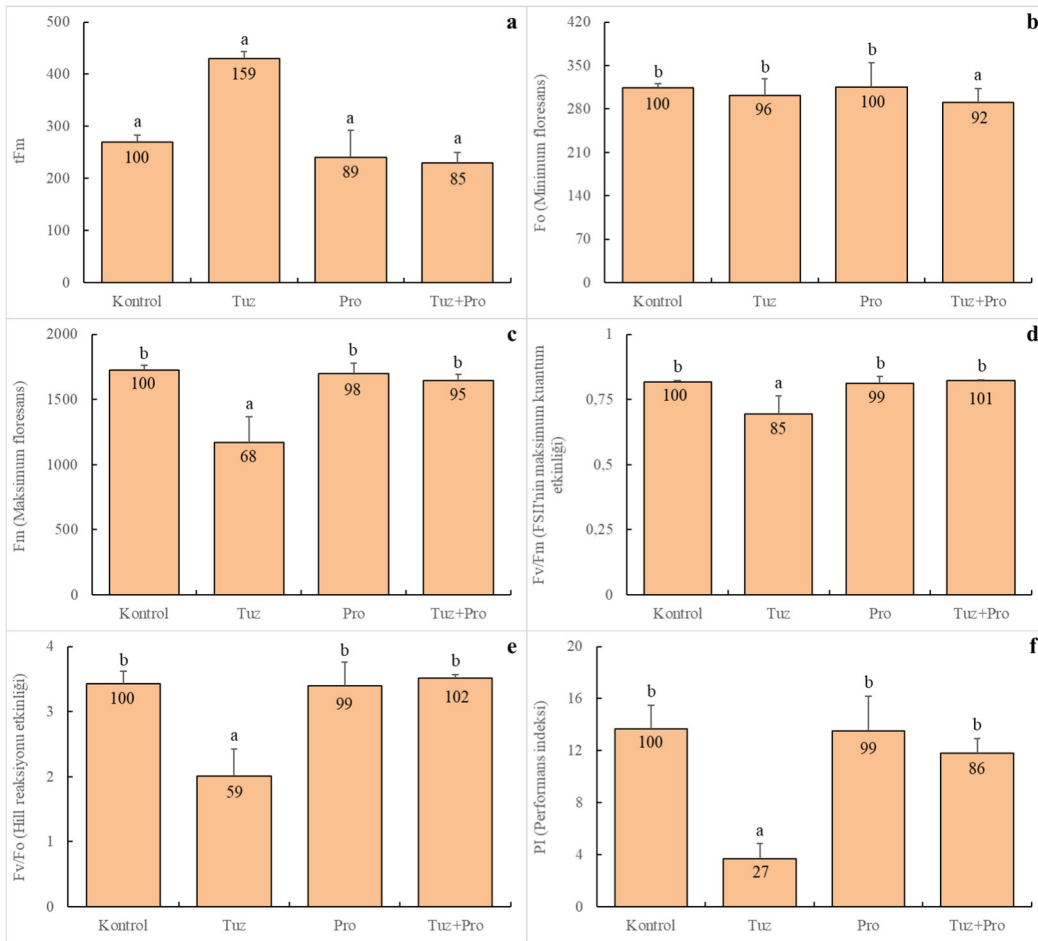 a
tFm
500
400
300
200
100
0
a
a
a
a
100
159
89
85
Kontrol Tuz Pro Tuz+Pro
b
Fo (Minimum floresans)
420
350
280
210
140
70
0
b
b
b
a
100
96
100
92
Kontrol Tuz Pro Tuz+Pro
c
Fm (Maksimum floresans)
2000
1500
1000
500
0
b
a
b
b
100
68
98
95
Kontrol Tuz Pro Tuz+Pro
d
Fv/Fm (FSII'nin maksimum kuantum
etkinliği)
1
0,75
0,5
0,25
0
b
a
b
b
100
85
99
101
Kontrol Tuz Pro Tuz+Pro
e
Fv/Fo (Hill reaksiyonu etkinliği)
4
3
2
1
0
b
a
b
b
100
59
99
102
Kontrol Tuz Pro Tuz+Pro
f
PI (Performans indeksi)
20
16
12
8
4
0
b
a
b
b
100
27
99
86
Kontrol Tuz Pro Tuz+Pro